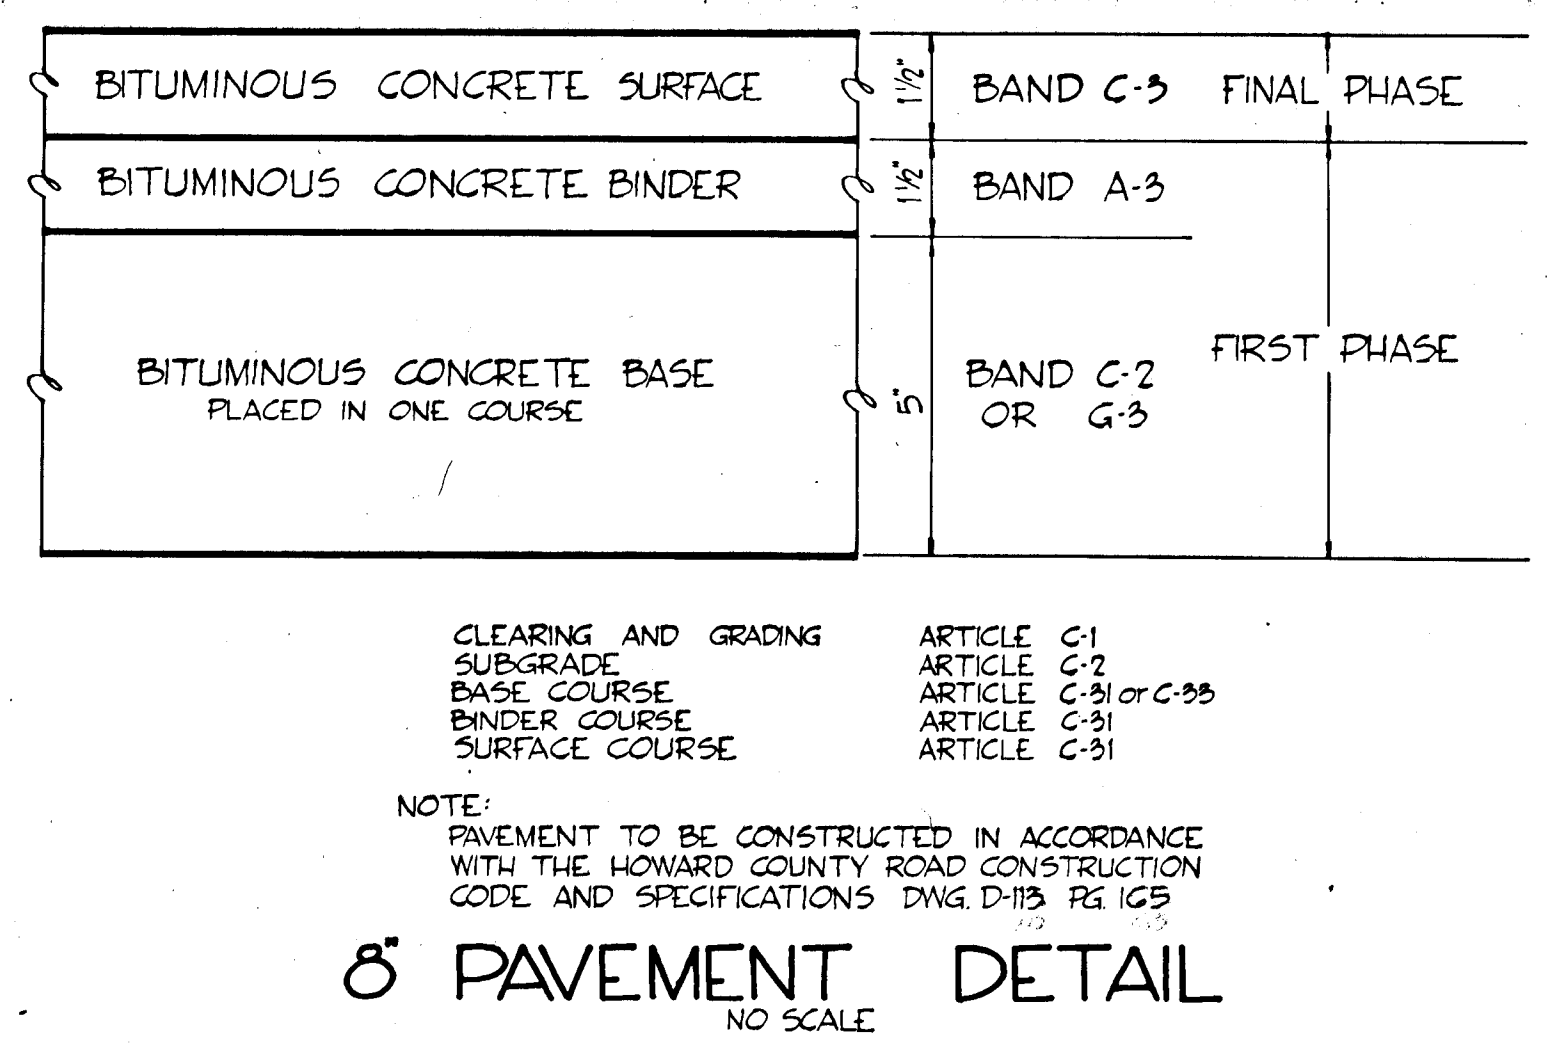 BITUMINOUS CONCRETE SURFACE 1½" BAND C-3 FINAL PHASE
BITUMINOUS CONCRETE BINDER 1½" BAND A-3
FIRST PHASE
BITUMINOUS CONCRETE BASE 5" BAND C-2
PLACED IN ONE COURSE OR G-3
CLEARING AND GRADING ARTICLE C-1
SUBGRADE ARTICLE C-2
BASE COURSE ARTICLE C-31 or C-33
BINDER COURSE ARTICLE C-31
SURFACE COURSE ARTICLE C-31
NOTE:
PAVEMENT TO BE CONSTRUCTED IN ACCORDANCE
WITH THE HOWARD COUNTY ROAD CONSTRUCTION
CODE AND SPECIFICATIONS DWG. D-113 PG. 165
8" PAVEMENT DETAIL
NO SCALE